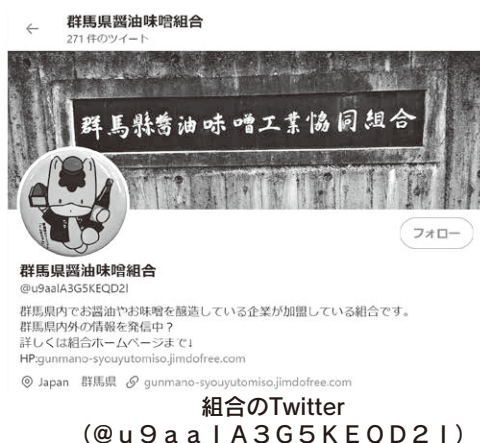 ← 群馬県醤油味噌組合
271 件のツイート
群馬縣醬油味噌工業協同組合
フォロー
群馬県醤油味噌組合
@u9aalA3G5KEQD2l
群馬県内でお醤油やお味噌を醸造している企業が加盟している組合です。
群馬県内外の情報を発信中？
詳しくは組合ホームページまで↓
HP:gunmano-syouyutomiso.jimdofree.com
Japan 群馬県 gunmano-syouyutomiso.jimdofree.com
組合のTwitter
（@ｕ９ａａｌＡ３Ｇ５ＫＥＱＤ２ｌ）